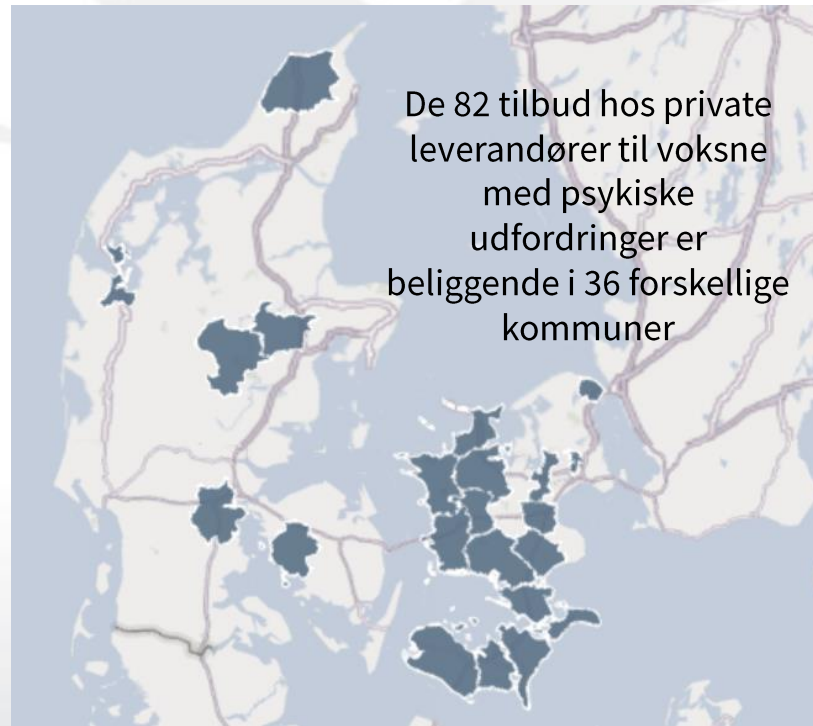 De 82 tilbud hos private
leverandører til voksne
med psykiske
udfordringer er
beliggende i 36 forskellige
kommuner